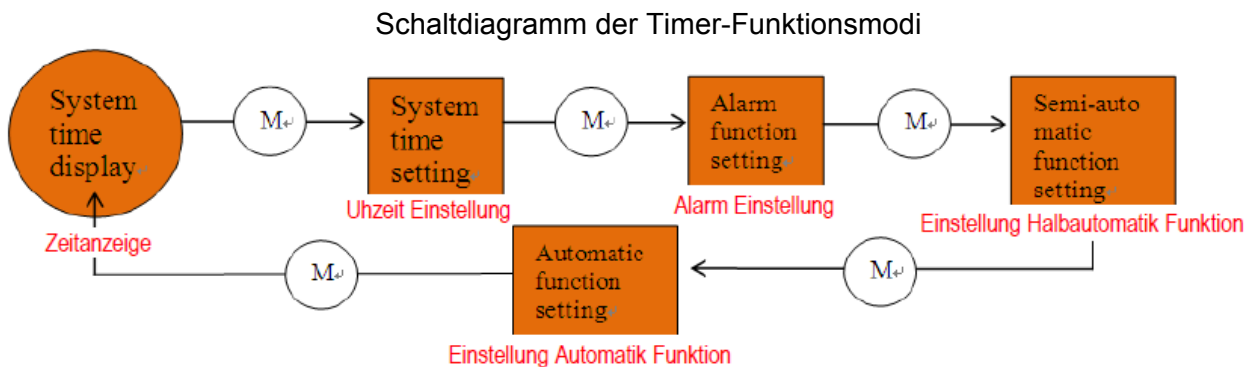 Schaltdiagramm der Timer-Funktionsmodi
System
time
display
M
System
time
setting
M
Alarm
function
setting
M
Semi-auto
matic
function
setting
Uhzeit Einstellung
Alarm Einstellung
Einstellung Halbautomatik Funktion
Zeitanzeige
M
Automatic
function
setting
M
Einstellung Automatik Funktion